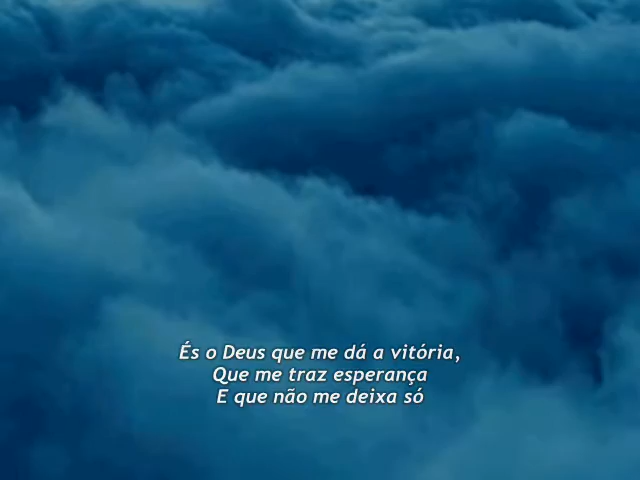 És o Deus que me dá a vitória,
Que me traz esperança
E que não me deixa só